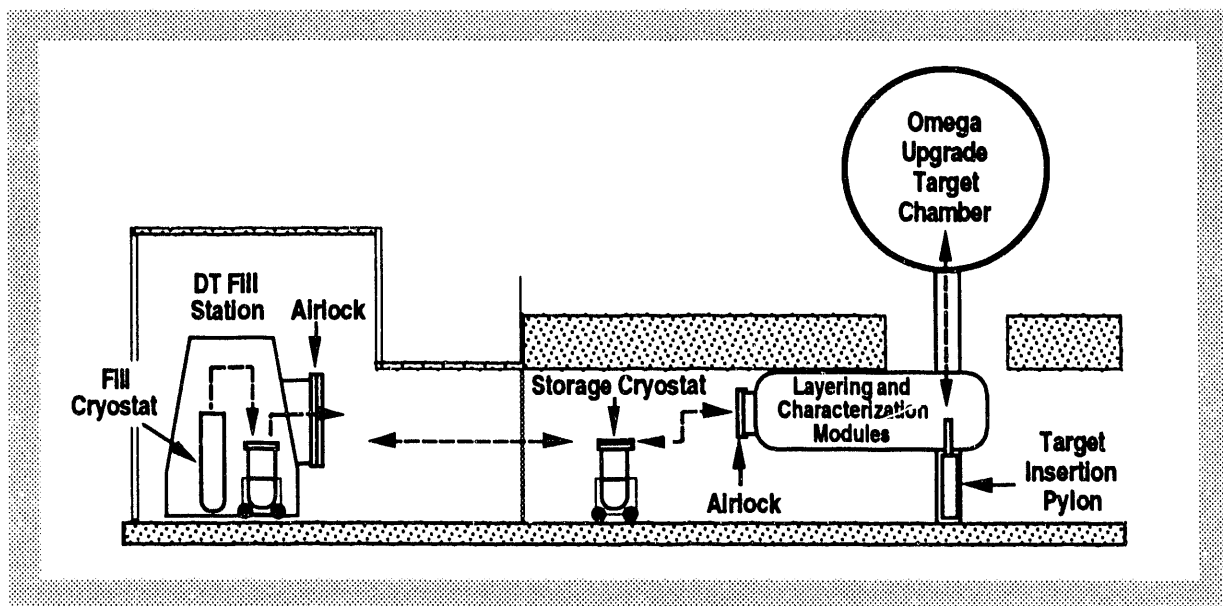 Omega
Upgrade
Target
Chamber
DT Fill
Station
Airlock
Fill
Cryostat
Storage Cryostat
Layering and
Characterization
Modules
Airlock
Target
Insertion
Pylon